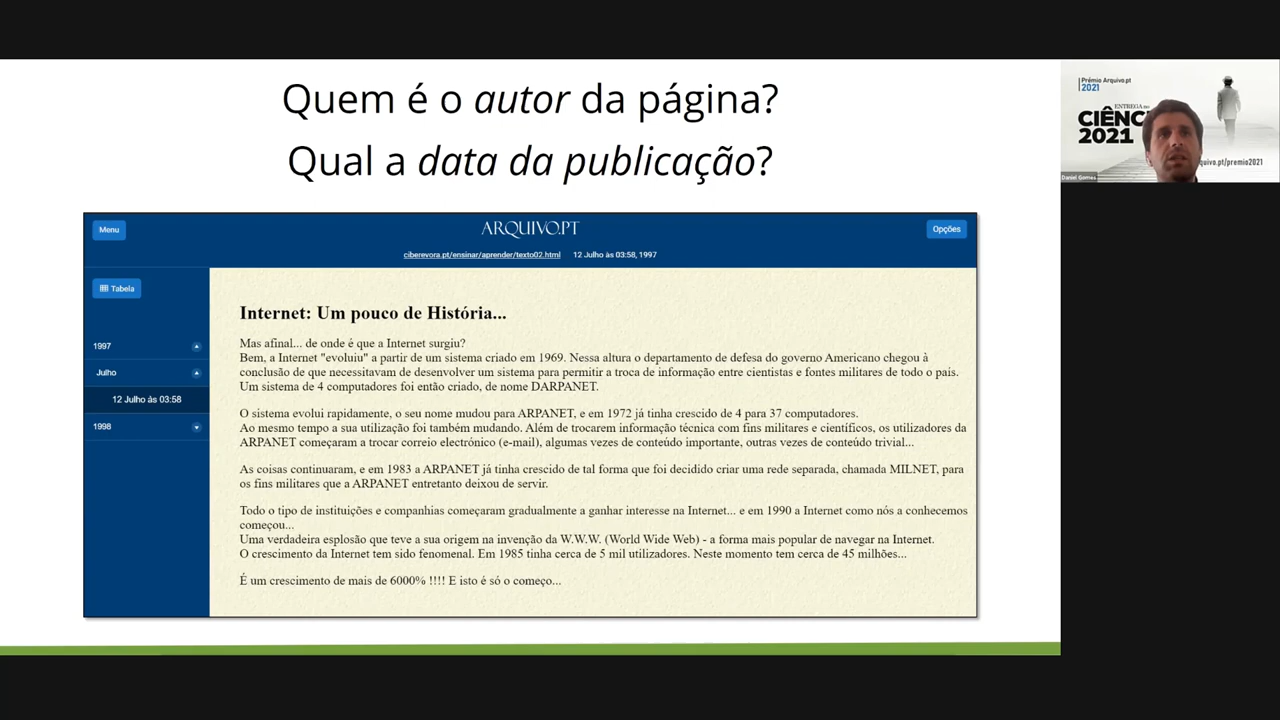 Quem é o autor da página?
Qual a data da publicação?
Menu
ARQUIVO.PT
Opções
ciberevora.pt/ensinar/aprender/texto02.html 12 Julho às 03:58, 1997
Tabela
1997
Julho
12 Julho às 03:58
1998
Internet: Um pouco de História...
Mas afinal... de onde é que a Internet surgiu?
Bem, a Internet "evoluiu" a partir de um sistema criado em 1969. Nessa altura o departamento de defesa do governo Americano chegou à
conclusão de que necessitavam de desenvolver um sistema para permitir a troca de informação entre cientistas e fontes militares de todo o país.
Um sistema de 4 computadores foi então criado, de nome DARPANET.
O sistema evolui rapidamente, o seu nome mudou para ARPANET, e em 1972 já tinha crescido de 4 para 37 computadores.
Ao mesmo tempo a sua utilização foi também mudando. Além de trocarem informação técnica com fins militares e científicos, os utilizadores da
ARPANET começaram a trocar correio electrónico (e-mail), algumas vezes de conteúdo importante, outras vezes de conteúdo trivial...
As coisas continuaram, e em 1983 a ARPANET já tinha crescido de tal forma que foi decidido criar uma rede separada, chamada MILNET, para
os fins militares que a ARPANET entretanto deixou de servir.
Todo o tipo de instituições e companhias começaram gradualmente a ganhar interesse na Internet... e em 1990 a Internet como nós a conhecemos
começou...
Uma verdadeira esplosão que teve a sua origem na invenção da W.W.W. (World Wide Web) - a forma mais popular de navegar na Internet.
O crescimento da Internet tem sido fenomenal. Em 1985 tinha cerca de 5 mil utilizadores. Neste momento tem cerca de 45 milhões...
É um crescimento de mais de 6000% !!!! E isto é só o começo...
Prémio Arquivo.pt
2021
ENTREGA
CIÊNC
2021
quivo.pt/premio2021
Daniel Gomes